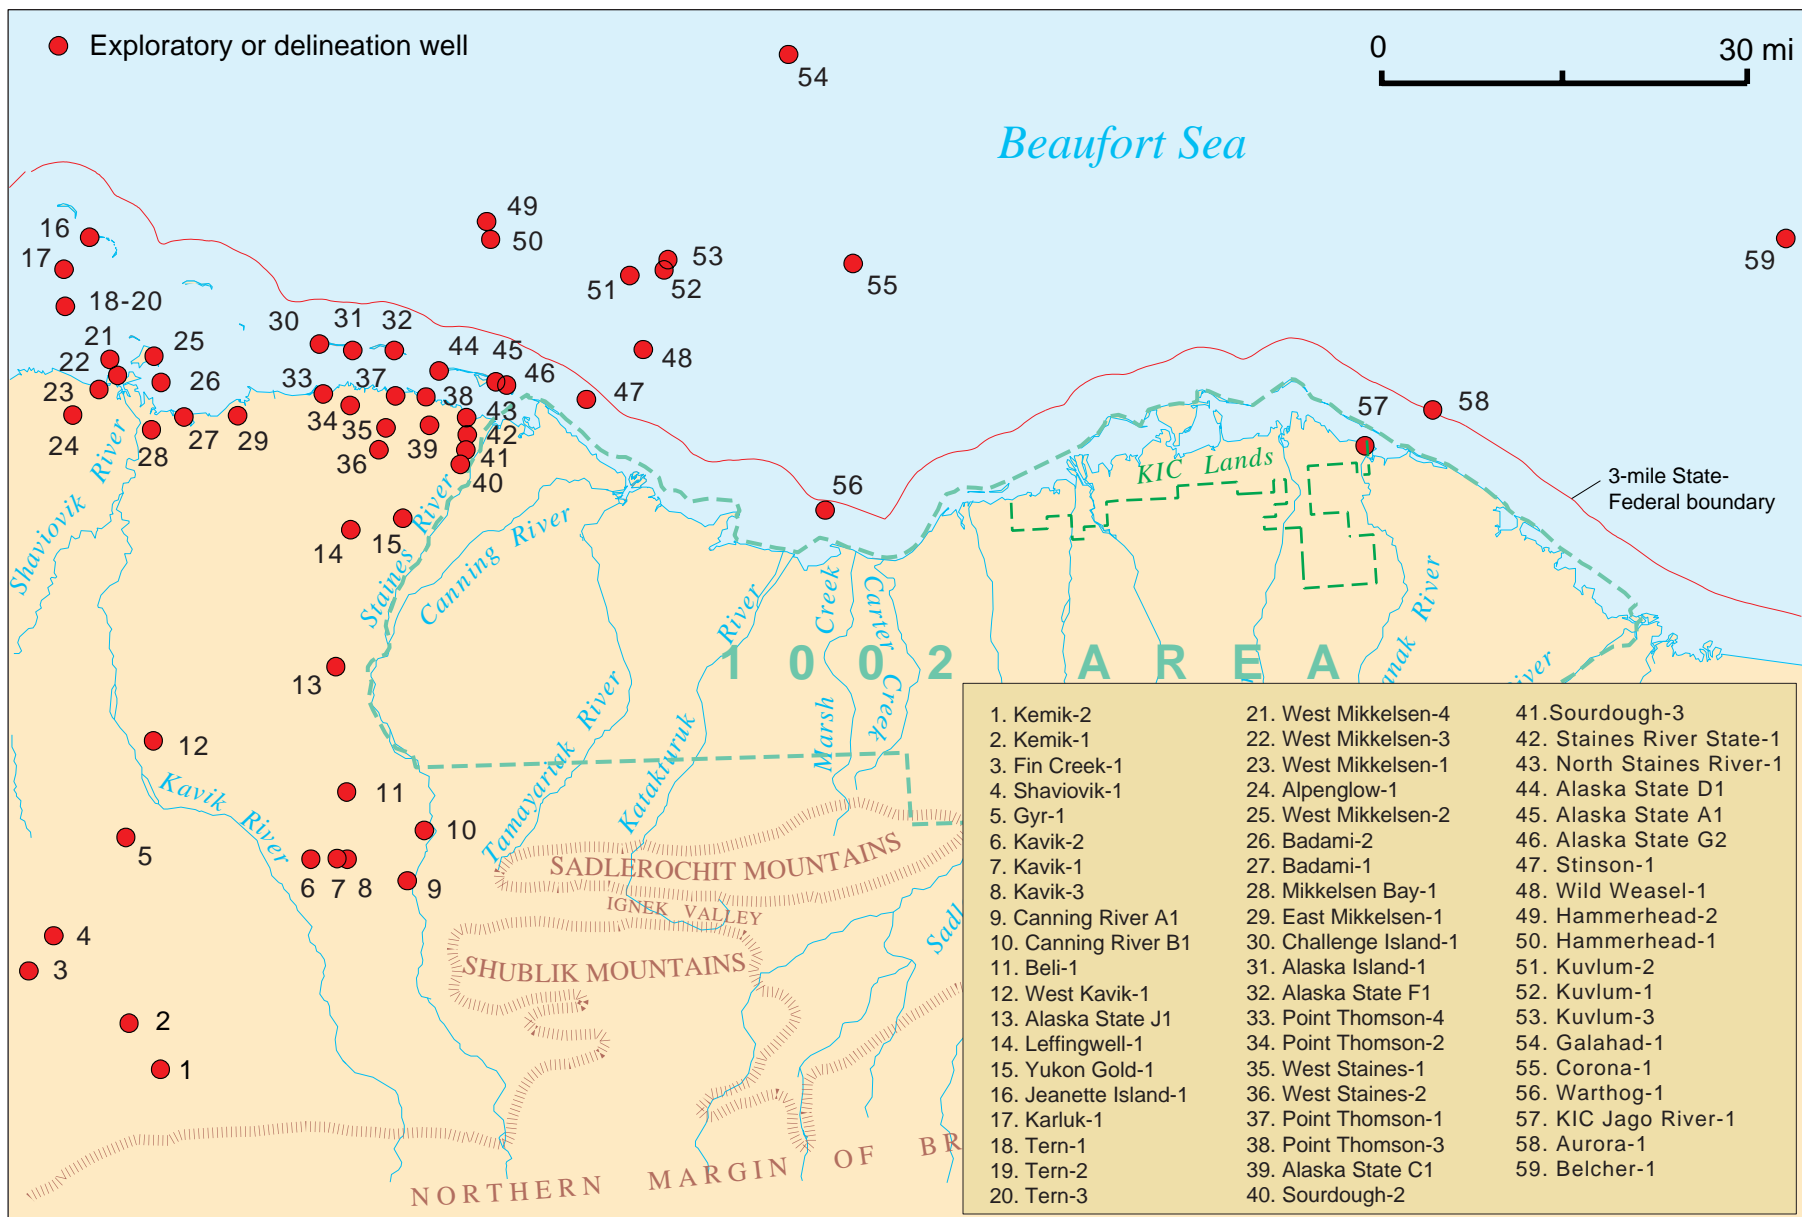 Exploratory or delineation well
0 30 mi
54
Beaufort Sea
49
16
50
59
53
17
51 52 55
18-20
30 31 32
21 25
44 45
22 48
46
26 33 37
47
23 38
57 58
34 43
24 27 29 35 39 42
28 36 41
KIC Lands
40
3-mile State-
Federal boundary
56
14 15
Shaviovik River
Staines River
Canning River
River
Marsh Creek
Carter Creek
River
13
1002 AREA
anak
iver
12
Kavik River
11
Tamayariak River
Katakturuk
10
5
SADLEROCHIT MOUNTAINS
6 7 8 9
IGNEK VALLEY
Sadl
4
3
SHUBLIK MOUNTAINS
2
1
NORTHERN MARGIN OF BR
1. Kemik-2
2. Kemik-1
3. Fin Creek-1
4. Shaviovik-1
5. Gyr-1
6. Kavik-2
7. Kavik-1
8. Kavik-3
9. Canning River A1
10. Canning River B1
11. Beli-1
12. West Kavik-1
13. Alaska State J1
14. Leffingwell-1
15. Yukon Gold-1
16. Jeanette Island-1
17. Karluk-1
18. Tern-1
19. Tern-2
20. Tern-3
21. West Mikkelsen-4
22. West Mikkelsen-3
23. West Mikkelsen-1
24. Alpenglow-1
25. West Mikkelsen-2
26. Badami-2
27. Badami-1
28. Mikkelsen Bay-1
29. East Mikkelsen-1
30. Challenge Island-1
31. Alaska Island-1
32. Alaska State F1
33. Point Thomson-4
34. Point Thomson-2
35. West Staines-1
36. West Staines-2
37. Point Thomson-1
38. Point Thomson-3
39. Alaska State C1
40. Sourdough-2
41.Sourdough-3
42. Staines River State-1
43. North Staines River-1
44. Alaska State D1
45. Alaska State A1
46. Alaska State G2
47. Stinson-1
48. Wild Weasel-1
49. Hammerhead-2
50. Hammerhead-1
51. Kuvlum-2
52. Kuvlum-1
53. Kuvlum-3
54. Galahad-1
55. Corona-1
56. Warthog-1
57. KIC Jago River-1
58. Aurora-1
59. Belcher-1